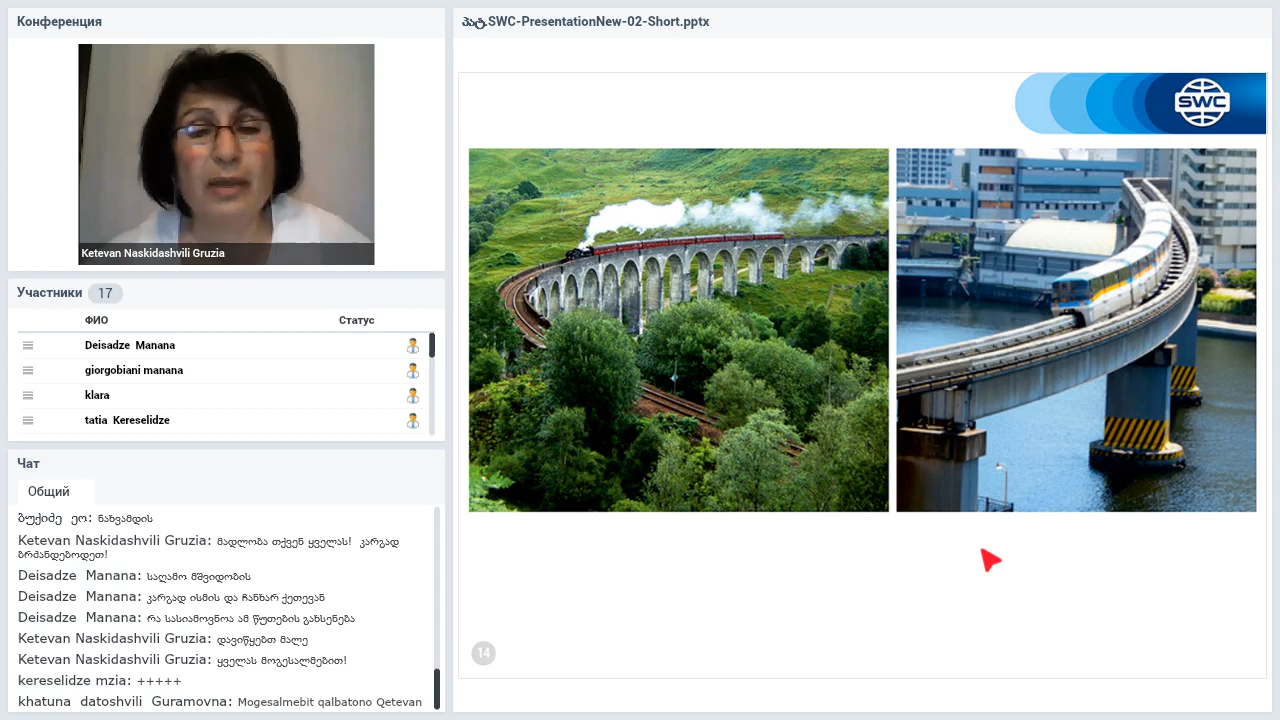 Конференция
Ketevan Naskidashvili Gruzia
Участники 17
ФИО Статус
Deisadze Manana
giorgobiani manana
klara
tatia Kereselidze
Чат
Общий
ბუქიძე ეო: ნახვამდის
Ketevan Naskidashvili Gruzia: მადლობა თქვენ ყველას! კარგად
ბრძანდებოდეთ!
Deisadze Manana: საღამო მშვიდობის
Deisadze Manana: კარგად ისმის და ჩანხარ ქეთევან
Deisadze Manana: რა სასიამოვნოა ამ წუთების გახსენება
Ketevan Naskidashvili Gruzia: დავიწყებთ მალე
Ketevan Naskidashvili Gruzia: ყველას მოგესალმებით!
kereselidze mzia: +++++
khatuna datoshvili Guramovna: Mogesalmebit qalbatono Qetevan
პატ.SWC-PresentationNew-02-Short.pptx
SWC
14